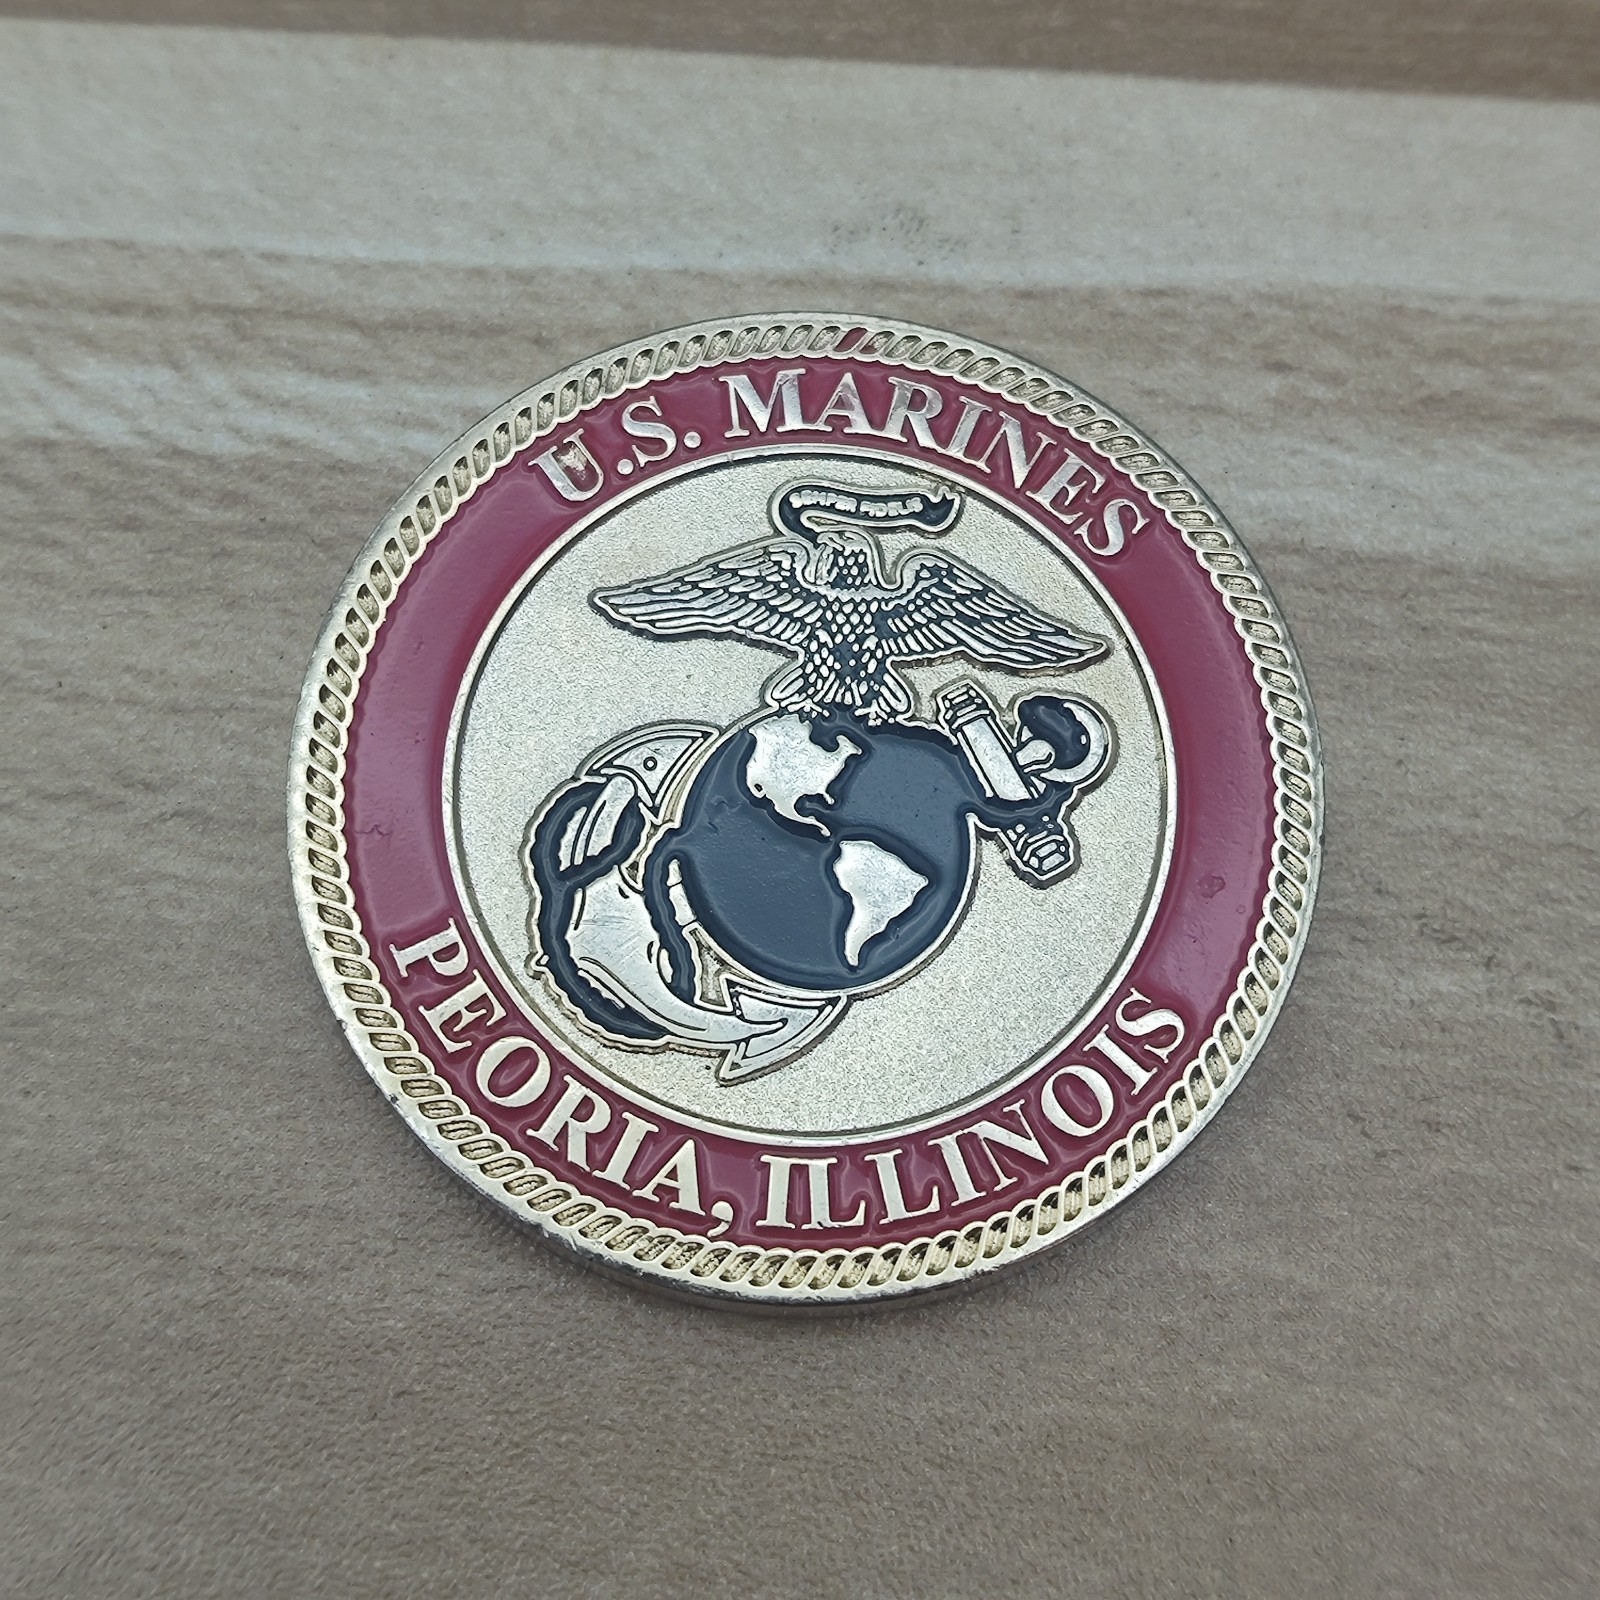 U.S. MARINES
SEMPER FIDELIS
PEORIA, ILLINOIS